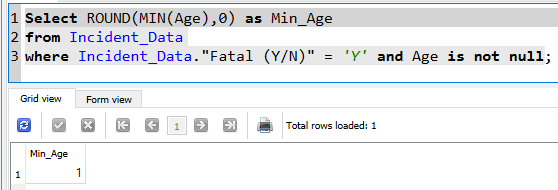 1 Select ROUND(MIN(Age),0) as Min_Age
2 from Incident_Data
3 where Incident_Data."Fatal (Y/N)" = 'Y' and Age is not null;
Grid view Form view
1 Total rows loaded: 1
Min_Age
1 1